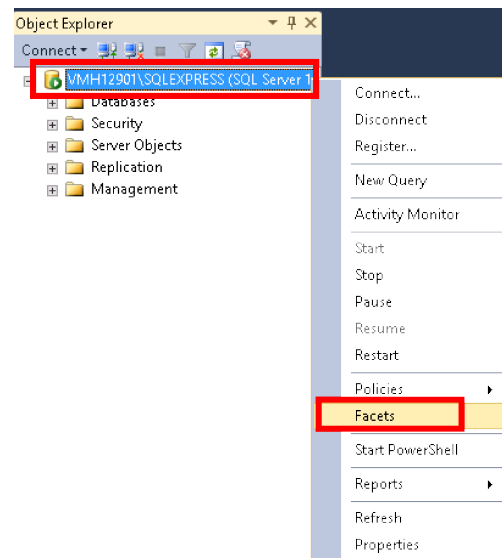 Object Explorer
Connect
VMH12901\SQLEXPRESS (SQL Server 1
Databases
Security
Server Objects
Replication
Management
Connect...
Disconnect
Register...
New Query
Activity Monitor
Start
Stop
Pause
Resume
Restart
Policies
Facets
Start PowerShell
Reports
Refresh
Properties